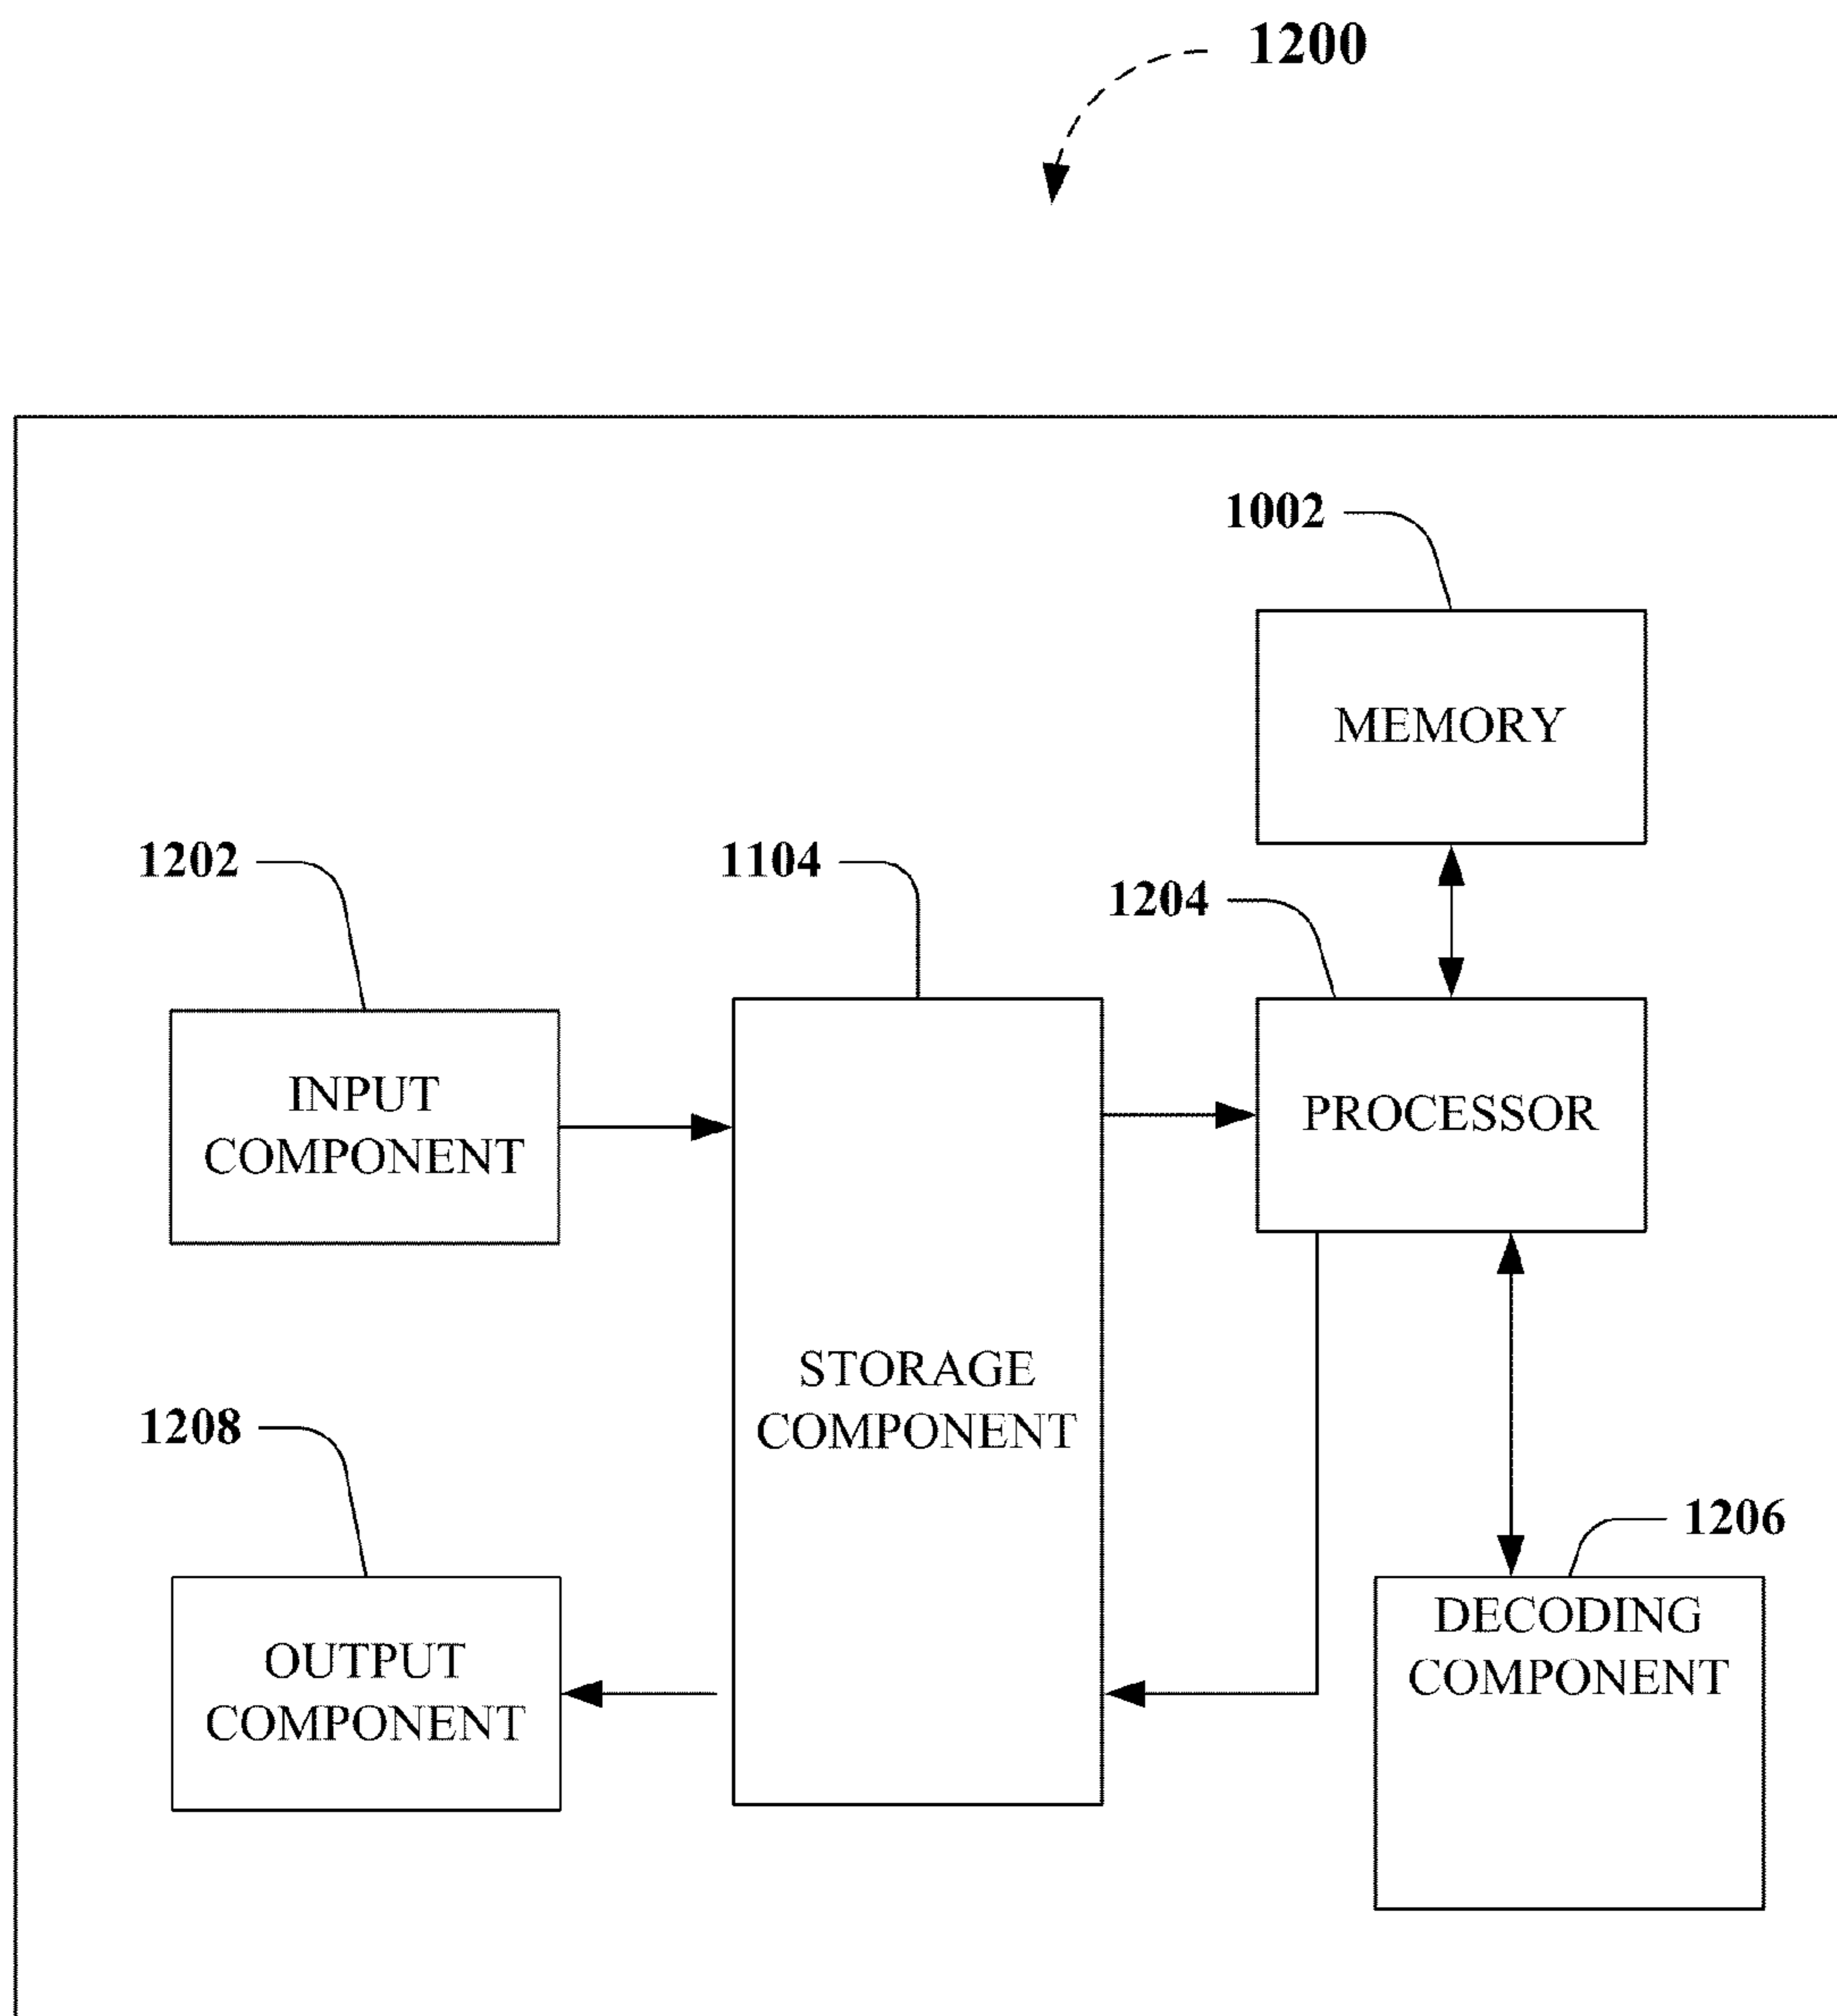 1200
1002
MEMORY
1202
1104
1204
INPUT
COMPONENT
PROCESSOR
STORAGE
COMPONENT
1208
1206
OUTPUT
COMPONENT
DECODING
COMPONENT